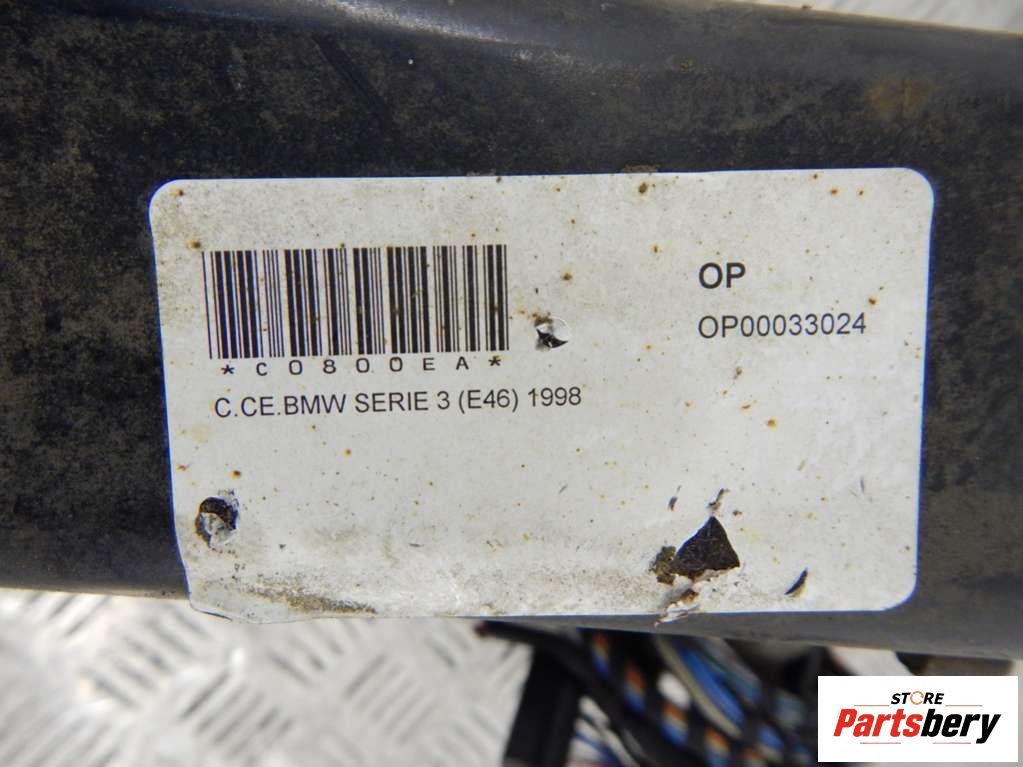 OP
OP00033024
*C0800EA*
C.CE.BMW SERIE 3 (E46) 1998
STORE
Partsbery